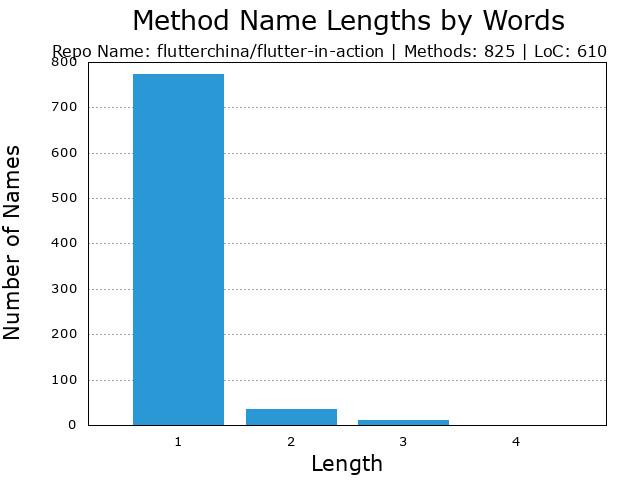 Method Name Lengths by Words
Repo Name: flutterchina/flutter-in-action | Methods: 825 | LoC: 610
Number of Names
800
700
600
500
400
300
200
100
0
1 2 3 4
Length